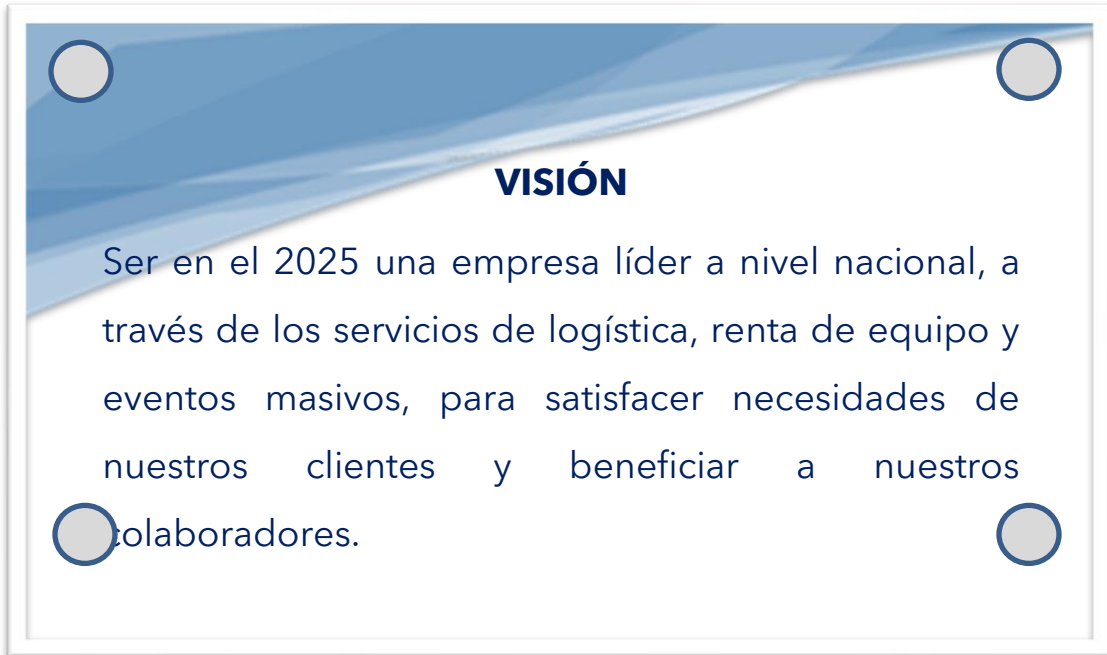 VISIÓN
Ser en el 2025 una empresa líder a nivel nacional, a
través de los servicios de logística, renta de equipo y
eventos masivos, para satisfacer necesidades de
nuestros clientes y beneficiar a nuestros
colaboradores.